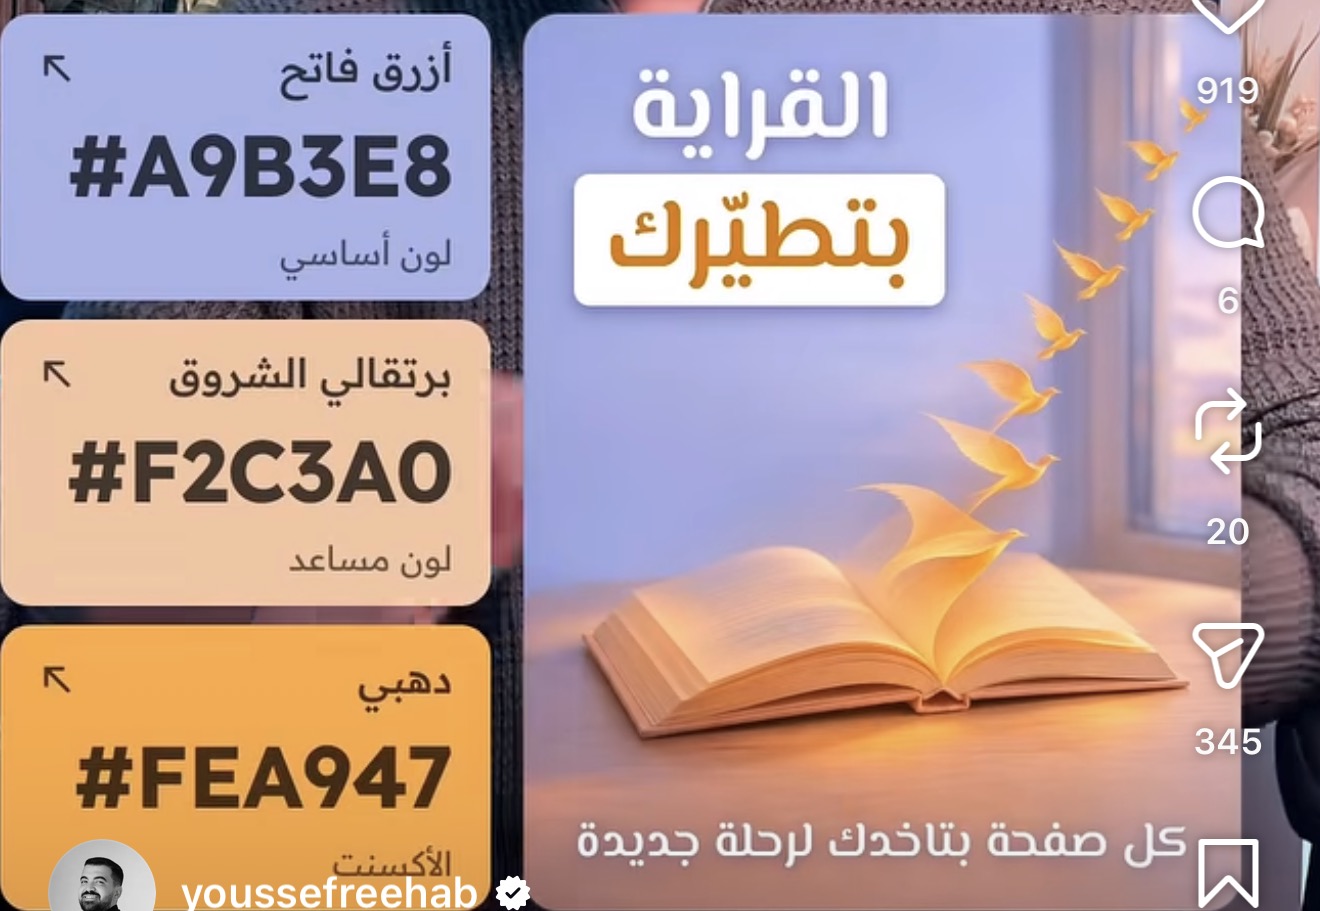 أزرق فاتح
#A9B3E8
لون أساسي
برتقالي الشروق
#F2C3A0
لون مساعد
دهبي
#FEA947
الأكسنت
القراية
بتطيّرك
كل صفحة بتاخدك لرحلة جديدة
919
6
20
345
youssefreehab